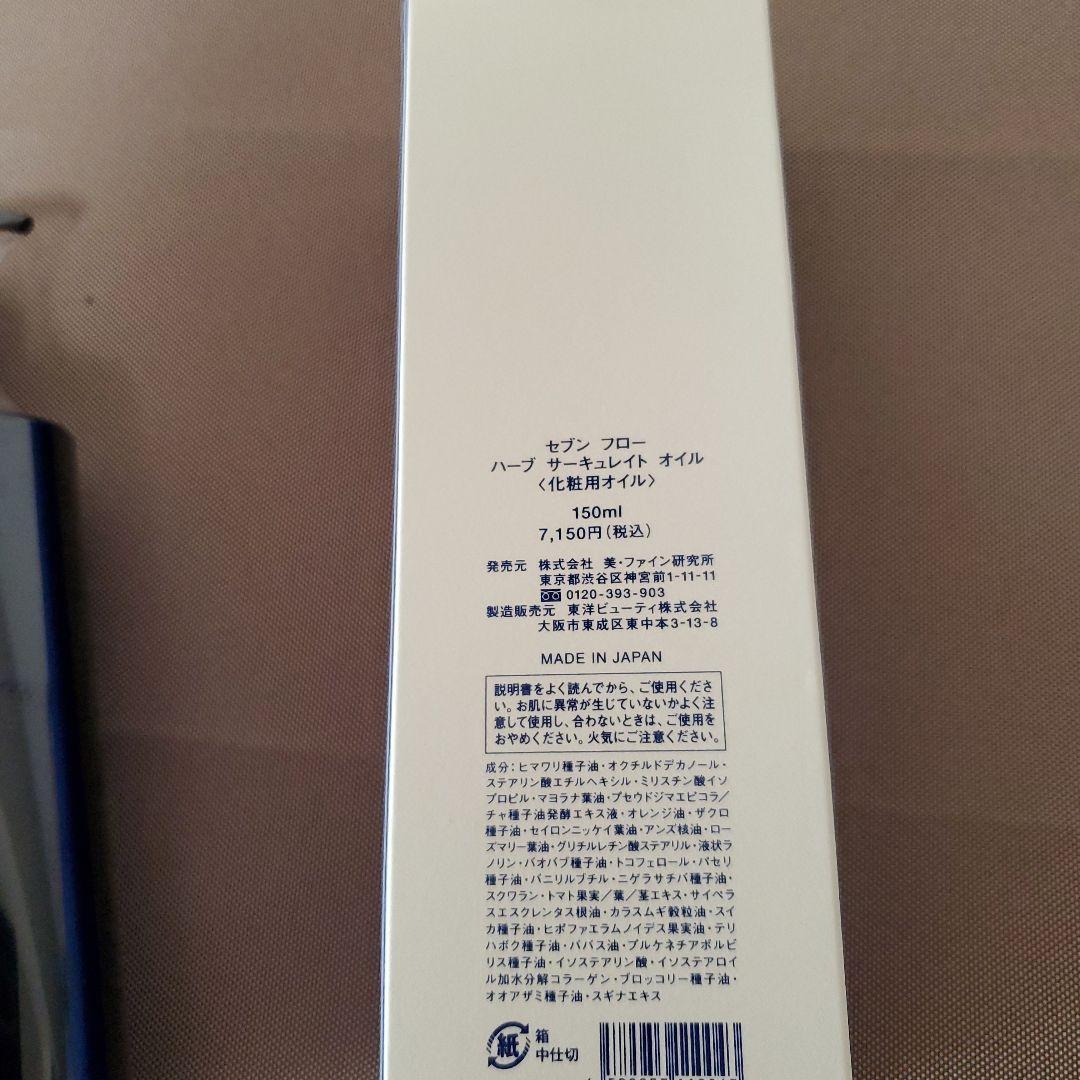 セブン フロー
ハーブ サーキュレイト オイル
〈化粧用オイル〉
150ml
7,150円(税込)
発売元 株式会社 美・ファイン研究所
東京都渋谷区神宮前1-11-11
0120-393-903
製造販売元 東洋ビューティ株式会社
大阪市東成区東中本3-13-8
MADE IN JAPAN
説明書をよく読んでから、ご使用くださ
い。お肌に異常が生じていないかよく注
意して使用し、合わないときは、ご使用を
おやめください。火気にご注意ください。
成分：ヒマワリ種子油・オクチルドデカノール・
ステアリン酸エチルヘキシル・ミリスチン酸イソ
プロピル・マヨラナ葉油・プセウドジマエピコラ／
チャ種子油発酵エキス液・オレンジ油・ザクロ
種子油・セイロンニッケイ葉油・アンズ核油・ロー
ズマリー葉油・グリチルレチン酸ステアリル・液状ラ
ノリン・バオバブ種子油・トコフェロール・パセリ
種子油・バニリルブチル・ニゲラサチバ種子油・
スクワラン・トマト果実／葉／茎エキス・サイペラ
スエスクレンタス根油・カラスムギ穀粒油・スイ
カ種子油・ヒポファエラムノイデス果実油・テリ
ハボク種子油・ババス油・プルケネチアボルビ
リス種子油・イソステアリン酸・イソステアロイ
ル加水分解コラーゲン・ブロッコリー種子油・
オオアザミ種子油・スギナエキス
紙 箱
中仕切